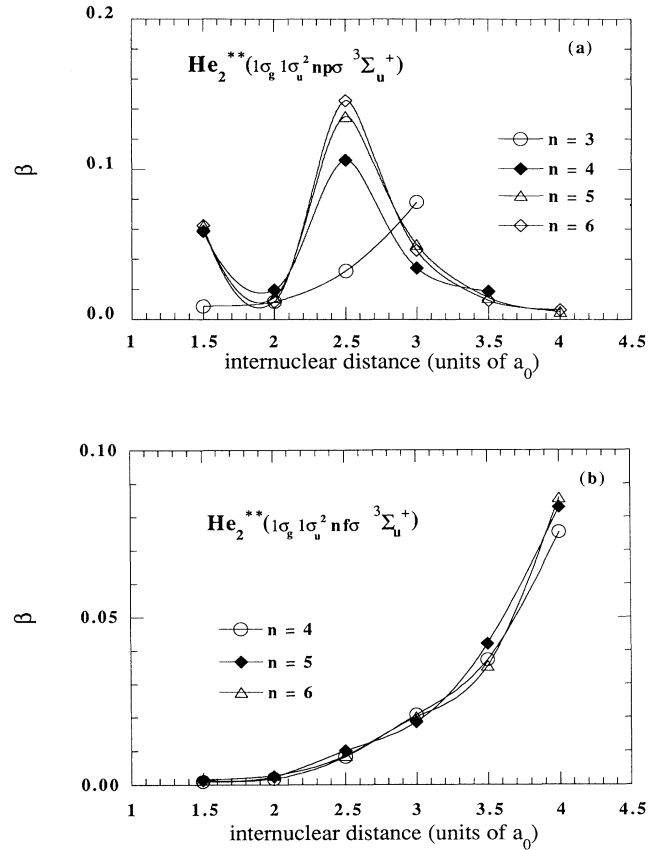 0.2
(a)
He₂**(1σg 1σu² npσ ³Σu⁺)
n = 3
n = 4
n = 5
n = 6
0.1
β
0.0
1 1.5 2 2.5 3 3.5 4 4.5
internuclear distance (units of a₀)
0.10
(b)
He₂**(1σg 1σu² nfσ ³Σu⁺)
n = 4
n = 5
n = 6
0.05
β
0.00
1 1.5 2 2.5 3 3.5 4 4.5
internuclear distance (units of a₀)